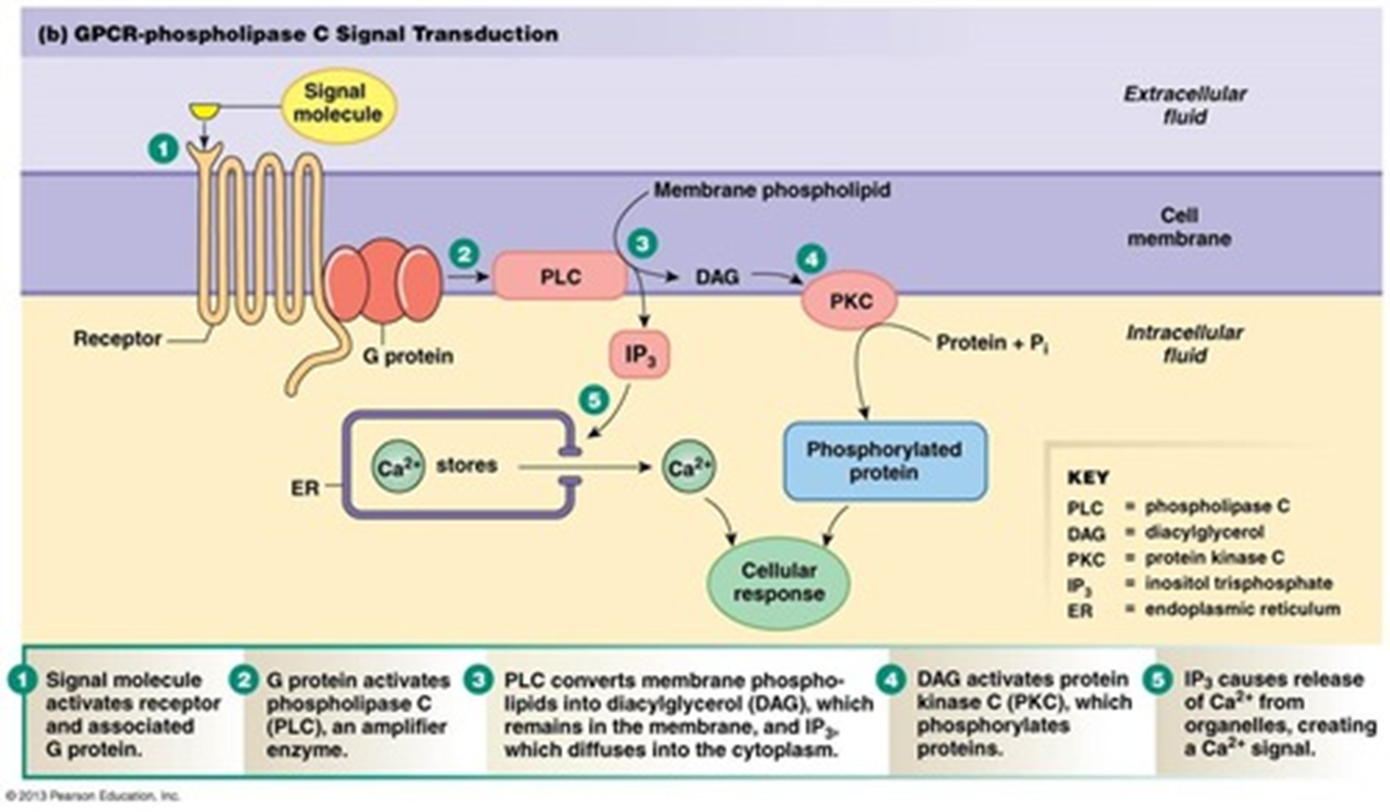 (b) GPCR-phospholipase C Signal Transduction
Signal
molecule
Extracellular
fluid
1
Membrane phospholipid
Cell
membrane
2
3
4
PLC
DAG
PKC
Receptor
G protein
IP₃
Protein + Pᵢ
Intracellular
fluid
5
ER
Ca²⁺ stores
Ca²⁺
Phosphorylated
protein
Cellular
response
KEY
PLC = phospholipase C
DAG = diacylglycerol
PKC = protein kinase C
IP₃ = inositol trisphosphate
ER = endoplasmic reticulum
1 Signal molecule
activates receptor
and associated
G protein.
2 G protein activates
phospholipase C
(PLC), an amplifier
enzyme.
3 PLC converts membrane phospho-
lipids into diacylglycerol (DAG), which
remains in the membrane, and IP₃,
which diffuses into the cytoplasm.
4 DAG activates protein
kinase C (PKC), which
phosphorylates
proteins.
5 IP₃ causes release
of Ca²⁺ from
organelles, creating
a Ca²⁺ signal.
© 2013 Pearson Education, Inc.